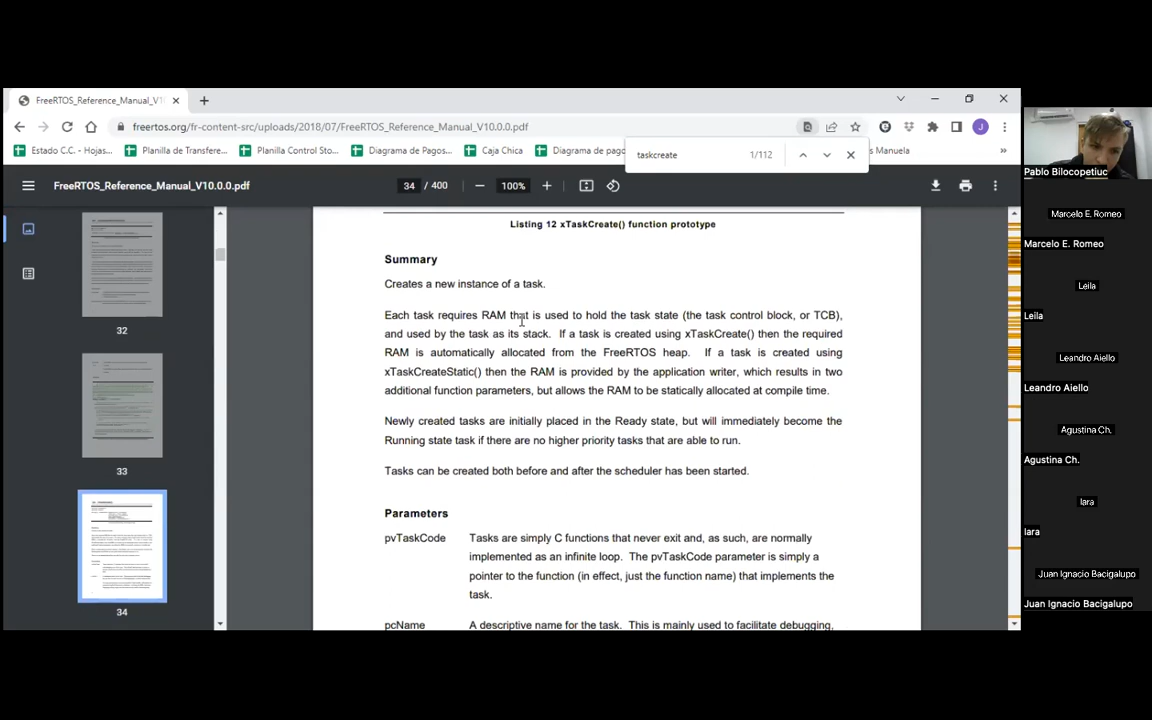 FreeRTOS_Reference_Manual_V1
freertos.org/fr-content-src/uploads/2018/07/FreeRTOS_Reference_Manual_V10.0.0.pdf
Estado C.C. - Hojas...
Planilla de Transfere...
Planilla Control Sto...
Diagrama de Pagos...
Caja Chica
Diagrama de pago
s Manuela
»
taskcreate
1/112
FreeRTOS_Reference_Manual_V10.0.0.pdf
34 / 400
100%
J
32
33
34
Listing 12 xTaskCreate() function prototype
Summary
Creates a new instance of a task.
Each task requires RAM that is used to hold the task state (the task control block, or TCB),
and used by the task as its stack. If a task is created using xTaskCreate() then the required
RAM is automatically allocated from the FreeRTOS heap. If a task is created using
xTaskCreateStatic() then the RAM is provided by the application writer, which results in two
additional function parameters, but allows the RAM to be statically allocated at compile time.
Newly created tasks are initially placed in the Ready state, but will immediately become the
Running state task if there are no higher priority tasks that are able to run.
Tasks can be created both before and after the scheduler has been started.
Parameters
pvTaskCode Tasks are simply C functions that never exit and, as such, are normally
implemented as an infinite loop. The pvTaskCode parameter is simply a
pointer to the function (in effect, just the function name) that implements the
task.
pcName A descriptive name for the task. This is mainly used to facilitate debugging,
Pablo Bilocopetiuc
Marcelo E. Romeo
Marcelo E. Romeo
Leila
Leila
Leandro Aiello
Leandro Aiello
Agustina Ch.
Agustina Ch.
Iara
Iara
Juan Ignacio Bacigalupo
Juan Ignacio Bacigalupo